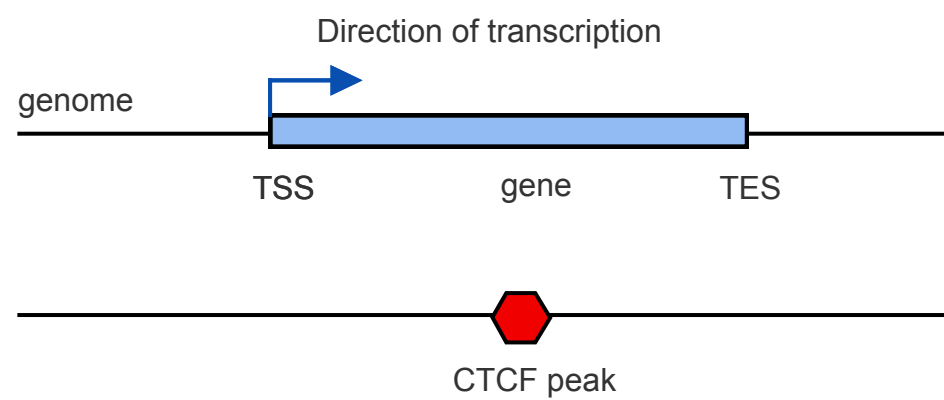 Direction of transcription
genome
TSS gene TES
CTCF peak